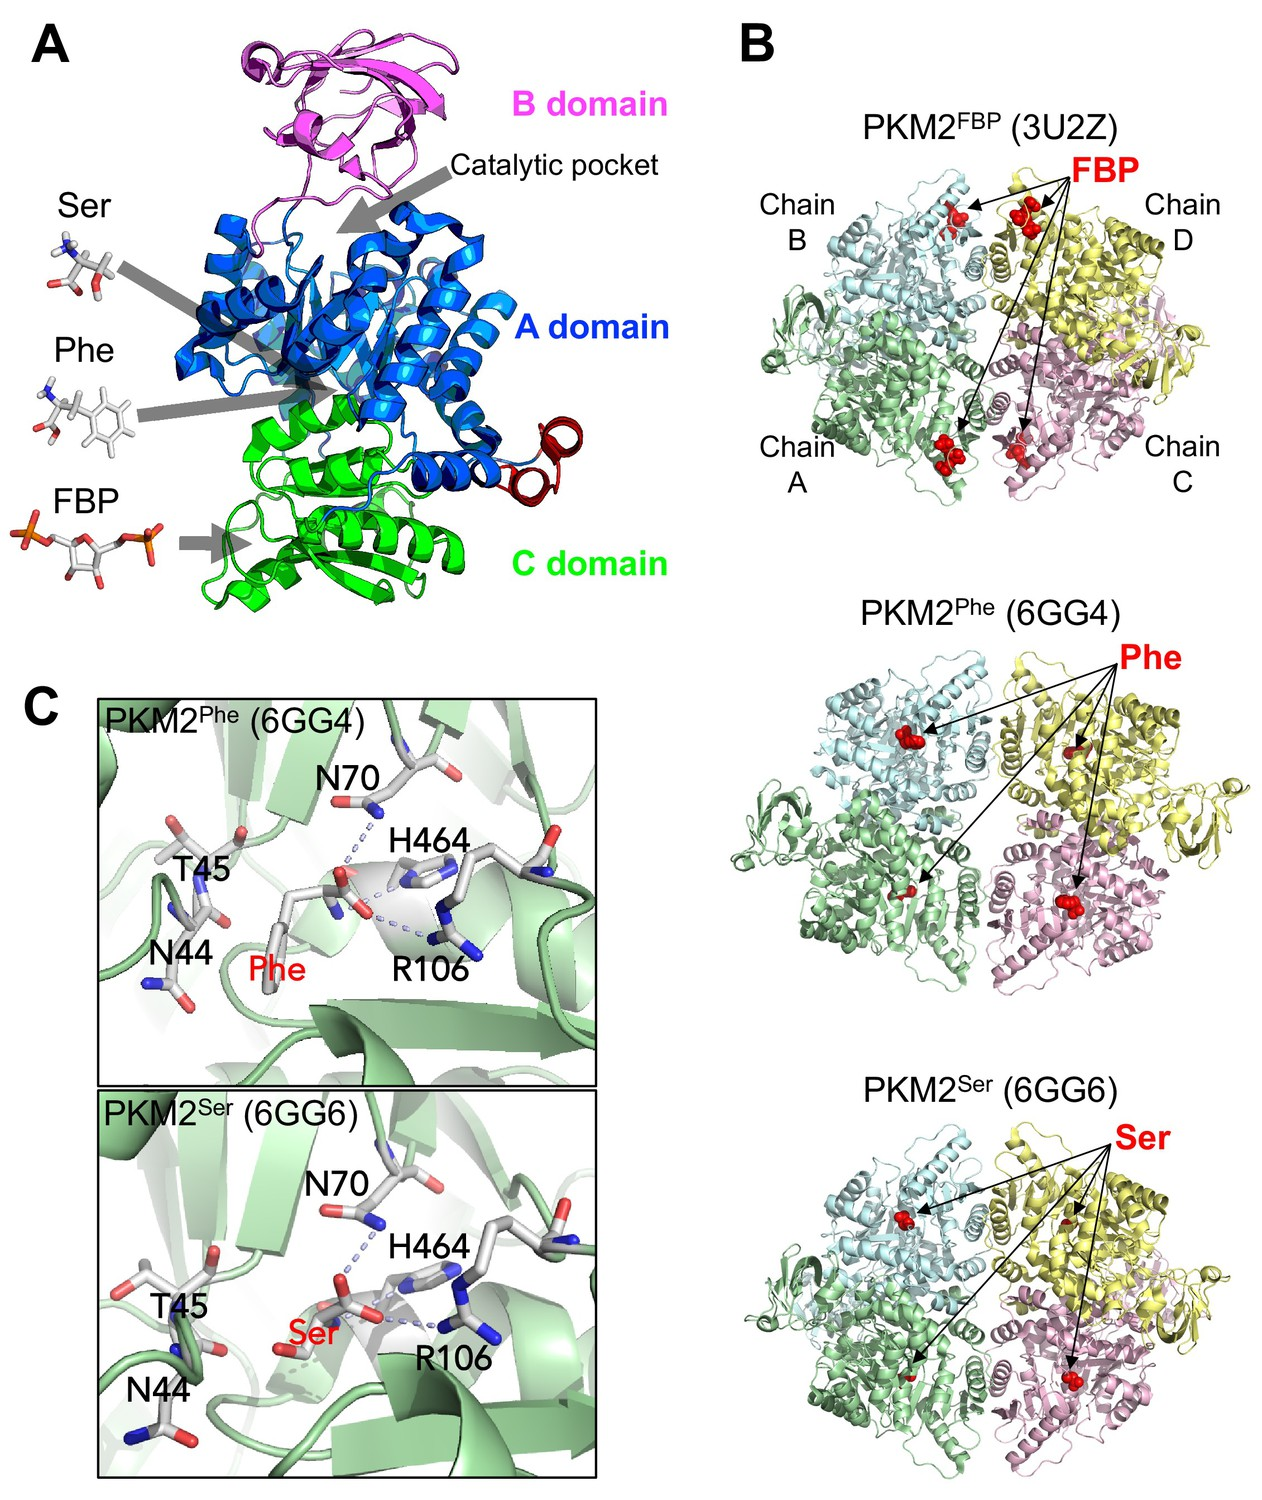 A
B domain
Catalytic pocket
Ser
Phe
A domain
FBP
C domain
B
PKM2FBP (3U2Z)
FBP
Chain
B
Chain
D
Chain
A
Chain
C
PKM2Phe (6GG4)
Phe
PKM2Ser (6GG6)
Ser
C
PKM2Phe (6GG4)
N70
H464
T45
N44
Phe
R106
PKM2Ser (6GG6)
N70
H464
T45
Ser
R106
N44